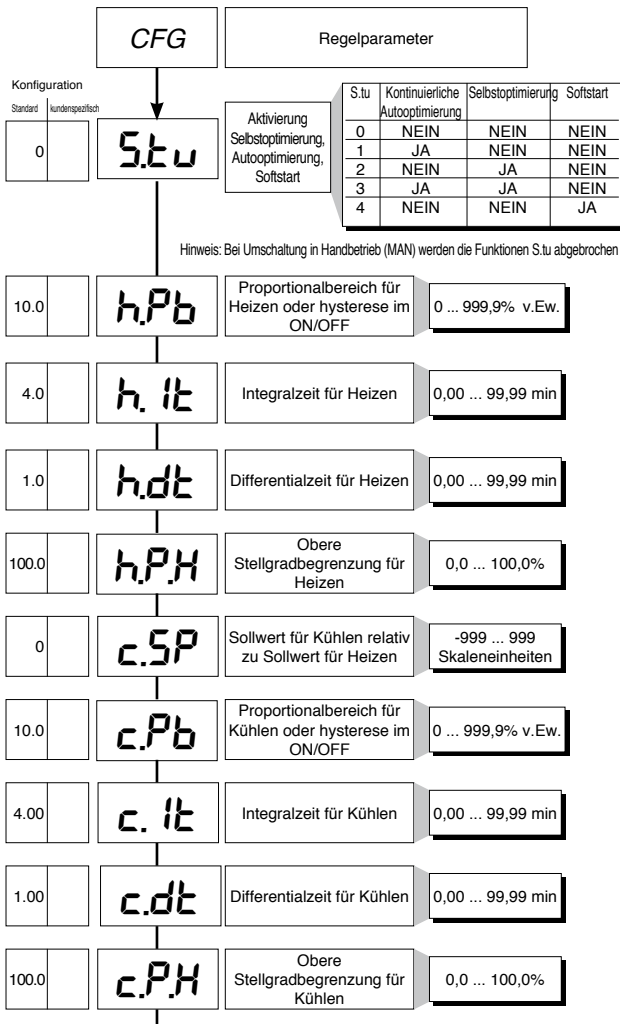 CFG
Regelparameter
Konfiguration
Standard
kundenspezifisch
0
S.tu
Aktivierung
Selbstoptimierung,
Autooptimierung,
Softstart
S.tu Kontinuierliche Selbstoptimierung Softstart
Autooptimierung
0 NEIN NEIN NEIN
1 JA NEIN NEIN
2 NEIN JA NEIN
3 JA JA NEIN
4 NEIN NEIN JA
Hinweis: Bei Umschaltung in Handbetrieb (MAN) werden die Funktionen S.tu abgebrochen
10.0
h.Pb
Proportionalbereich für
Heizen oder hysterese im
ON/OFF
0 ... 999,9% v.Ew.
4.0
h.It
Integralzeit für Heizen
0,00 ... 99,99 min
1.0
h.dt
Differentialzeit für Heizen
0,00 ... 99,99 min
100.0
h.P.H
Obere
Stellgradbegrenzung für
Heizen
0,0 ... 100,0%
0
c.SP
Sollwert für Kühlen relativ
zu Sollwert für Heizen
-999 ... 999
Skaleneinheiten
10.0
c.Pb
Proportionalbereich für
Kühlen oder hysterese im
ON/OFF
0 ... 999,9% v.Ew.
4.00
c.It
Integralzeit für Kühlen
0,00 ... 99,99 min
1.00
c.dt
Differentialzeit für Kühlen
0,00 ... 99,99 min
100.0
c.P.H
Obere
Stellgradbegrenzung für
Kühlen
0,0 ... 100,0%